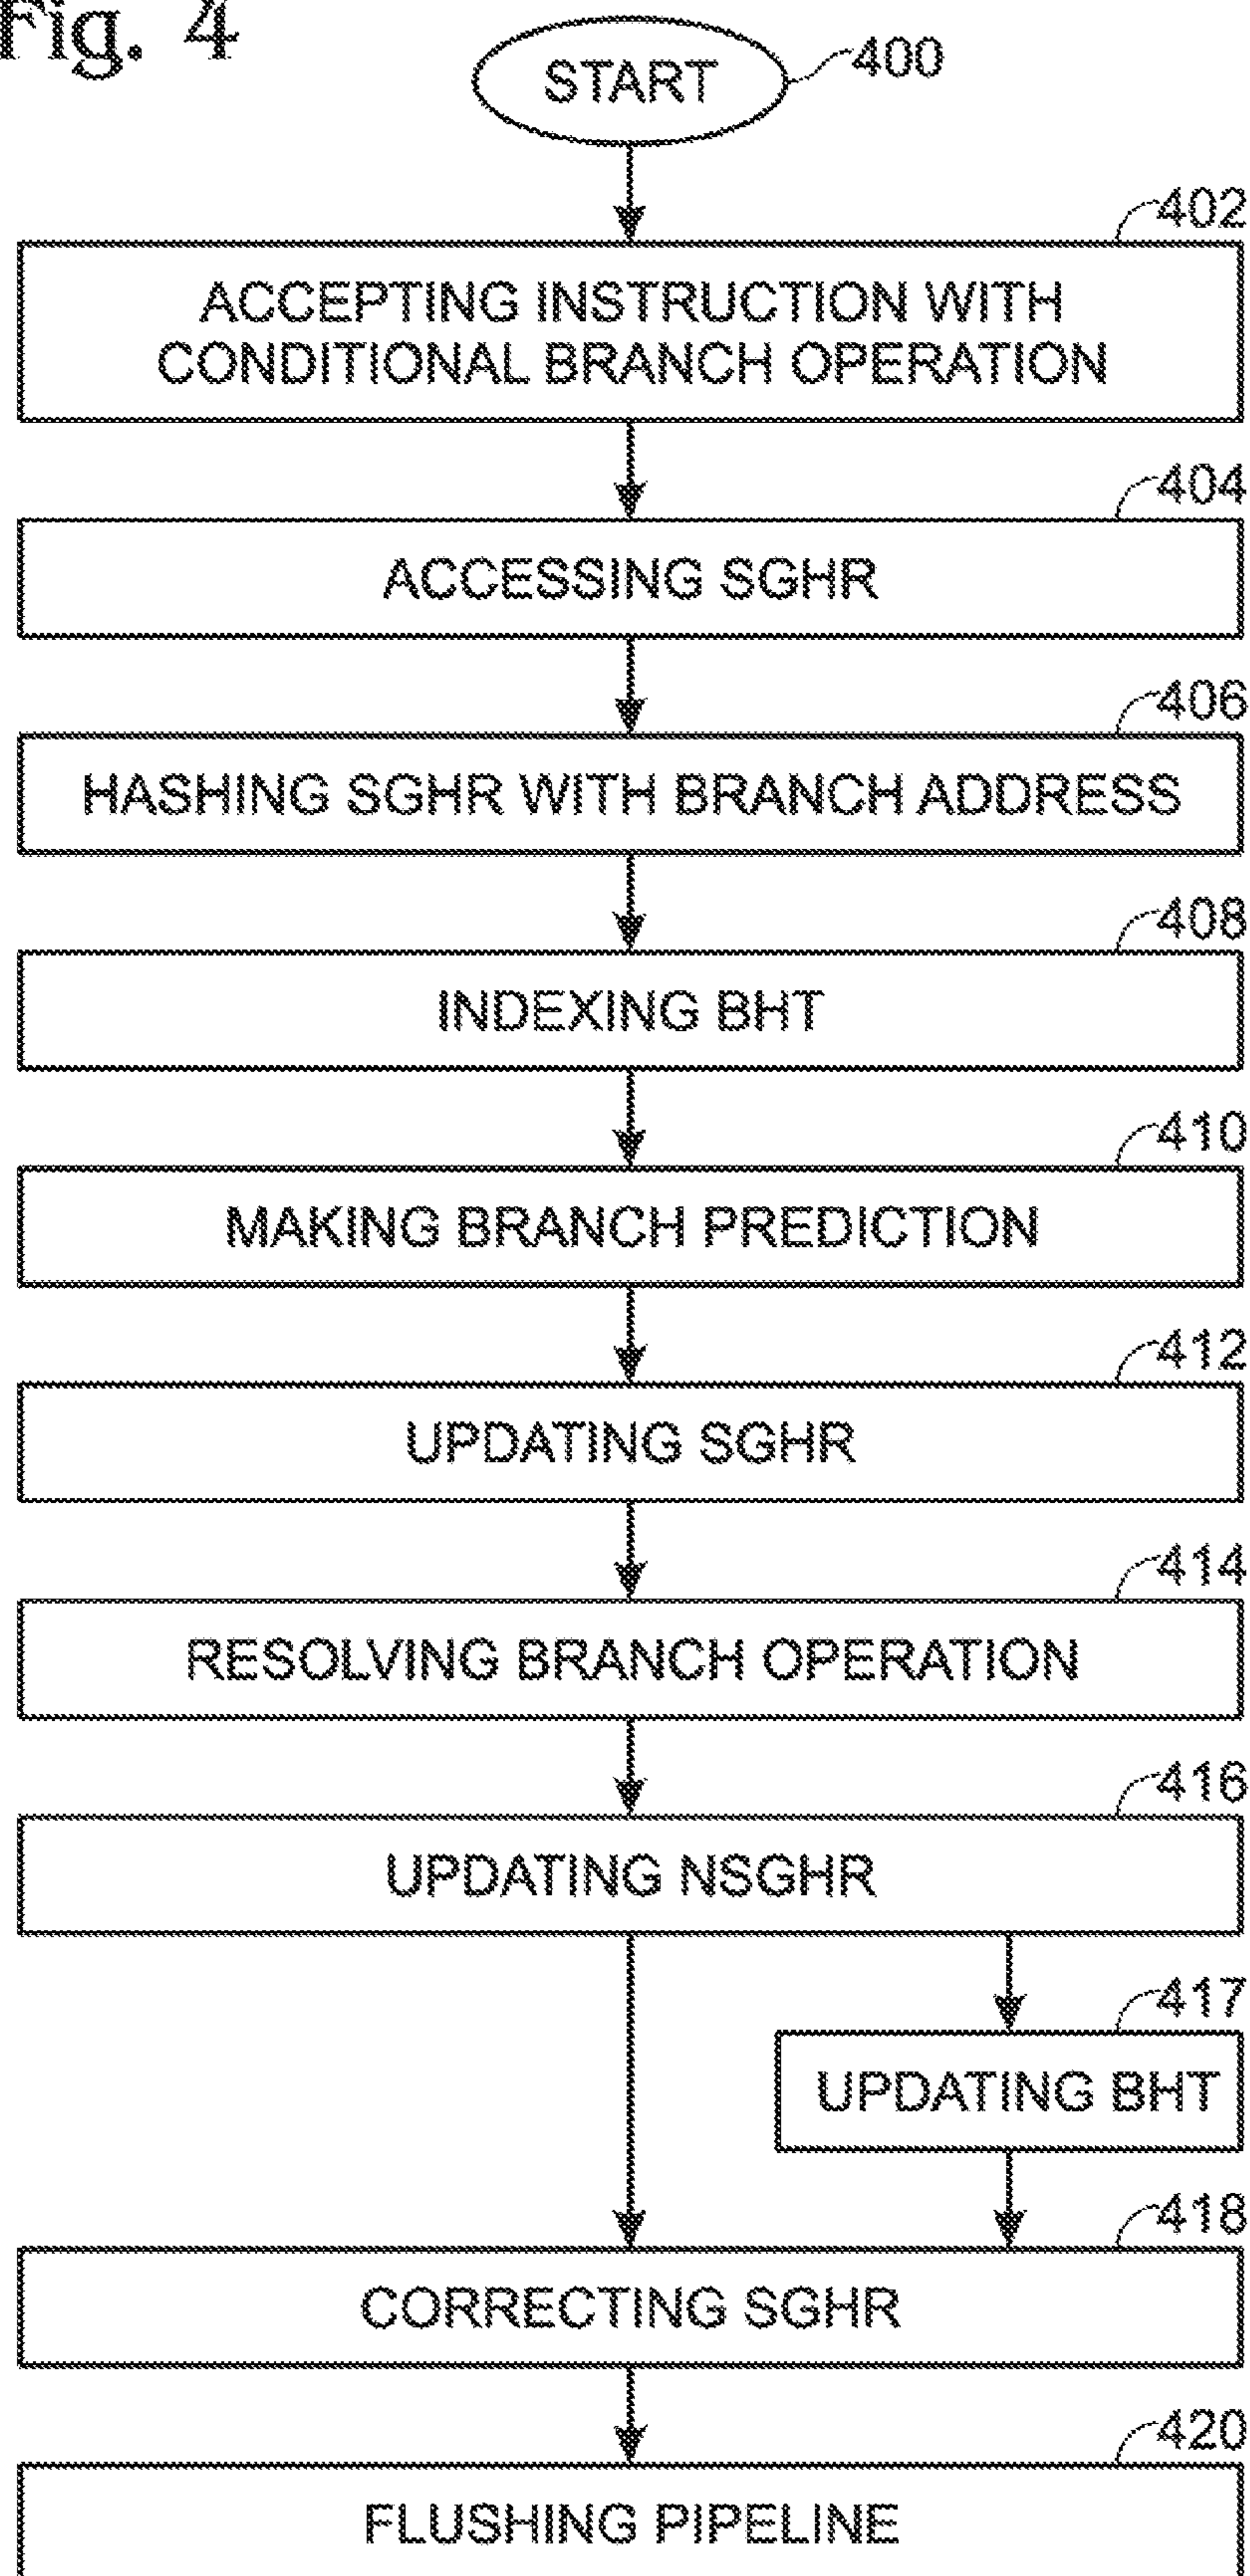 Fig. 4
START
400
402
ACCEPTING INSTRUCTION WITH
CONDITIONAL BRANCH OPERATION
404
ACCESSING SGHR
406
HASHING SGHR WITH BRANCH ADDRESS
408
INDEXING BHT
410
MAKING BRANCH PREDICTION
412
UPDATING SGHR
414
RESOLVING BRANCH OPERATION
416
UPDATING NSGHR
417
UPDATING BHT
418
CORRECTING SGHR
420
FLUSHING PIPELINE